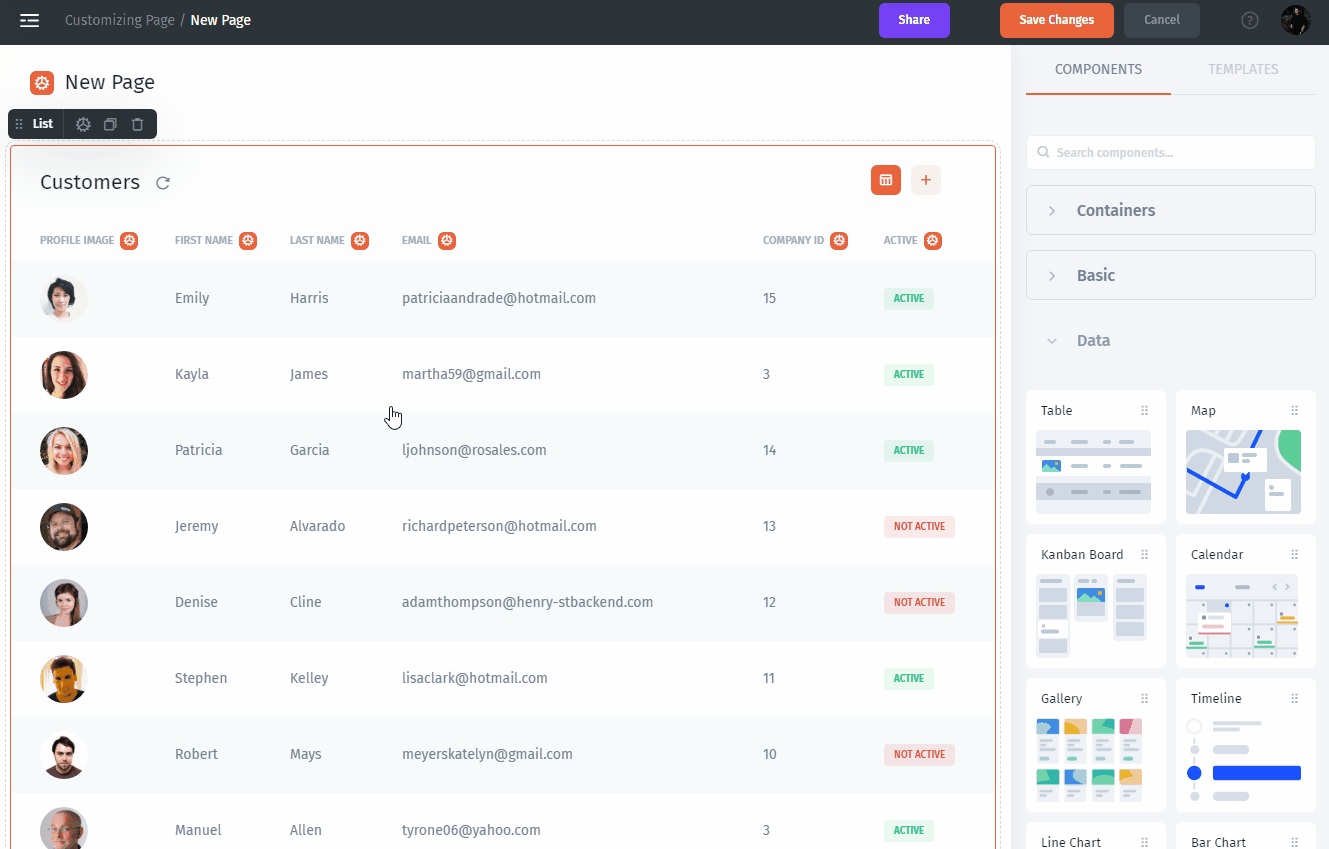 Customizing Page / New Page
Share
Save Changes
Cancel
?
New Page
List
Customers
+
PROFILE IMAGE FIRST NAME LAST NAME EMAIL COMPANY ID ACTIVE
Emily Harris patriciaandrade@hotmail.com 15 ACTIVE
Kayla James martha59@gmail.com 3 ACTIVE
Patricia Garcia ljohnson@rosales.com 14 ACTIVE
Jeremy Alvarado richardpeterson@hotmail.com 13 NOT ACTIVE
Denise Cline adamthompson@henry-stbackend.com 12 NOT ACTIVE
Stephen Kelley lisaclark@hotmail.com 11 ACTIVE
Robert Mays meyerskatelyn@gmail.com 10 NOT ACTIVE
Manuel Allen tyrone06@yahoo.com 3 ACTIVE
COMPONENTS TEMPLATES
Search components...
Containers
Basic
Data
Table Map
Kanban Board Calendar
Gallery Timeline
Line Chart Bar Chart